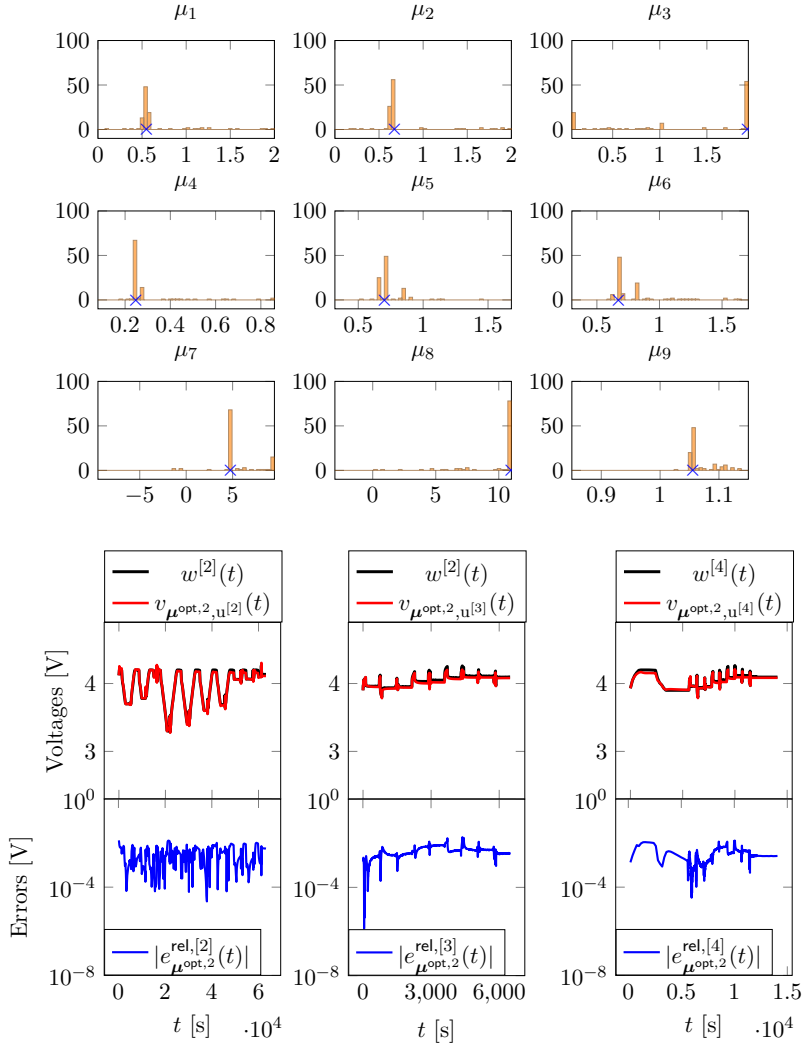 μ1 μ2 μ3
100 100 100
50 50 50
0 0 0
0 0.5 1 1.5 2 0 0.5 1 1.5 2 0.5 1 1.5
μ4 μ5 μ6
100 100 100
50 50 50
0 0 0
0.2 0.4 0.6 0.8 0.5 1 1.5 0.5 1 1.5
μ7 μ8 μ9
100 100 100
50 50 50
0 0 0
−5 0 5 0 5 10 0.9 1 1.1
w[2](t) w[2](t) w[4](t)
vμopt,2,u[2](t) vμopt,2,u[3](t) vμopt,2,u[4](t)
Voltages [V]
4 4 4
3 3 3
Errors [V]
10^0 10^0 10^0
10^−4 10^−4 10^−4
10^−8 10^−8 10^−8
|e^rel,[2]_μopt,2(t)| |e^rel,[3]_μopt,2(t)| |e^rel,[4]_μopt,2(t)|
0 2 4 6 0 3,000 6,000 0 0.5 1 1.5
t [s] ·10^4 t [s] t [s] ·10^4